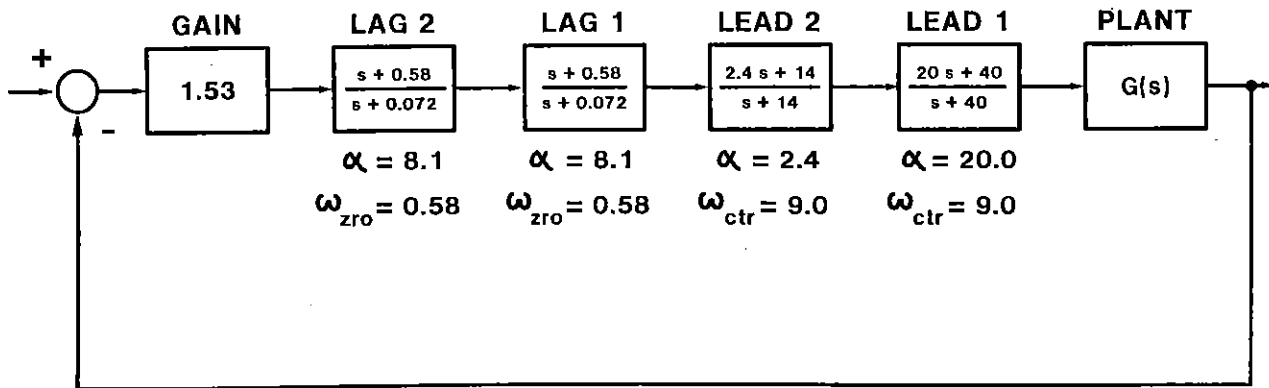 GAIN LAG 2 LAG 1 LEAD 2 LEAD 1 PLANT
+
1.53
s + 0.58
s + 0.072
s + 0.58
s + 0.072
2.4 s + 14
s + 14
20 s + 40
s + 40
G(s)
-
α = 8.1 α = 8.1 α = 2.4 α = 20.0
ω_zro = 0.58 ω_zro = 0.58 ω_ctr = 9.0 ω_ctr = 9.0